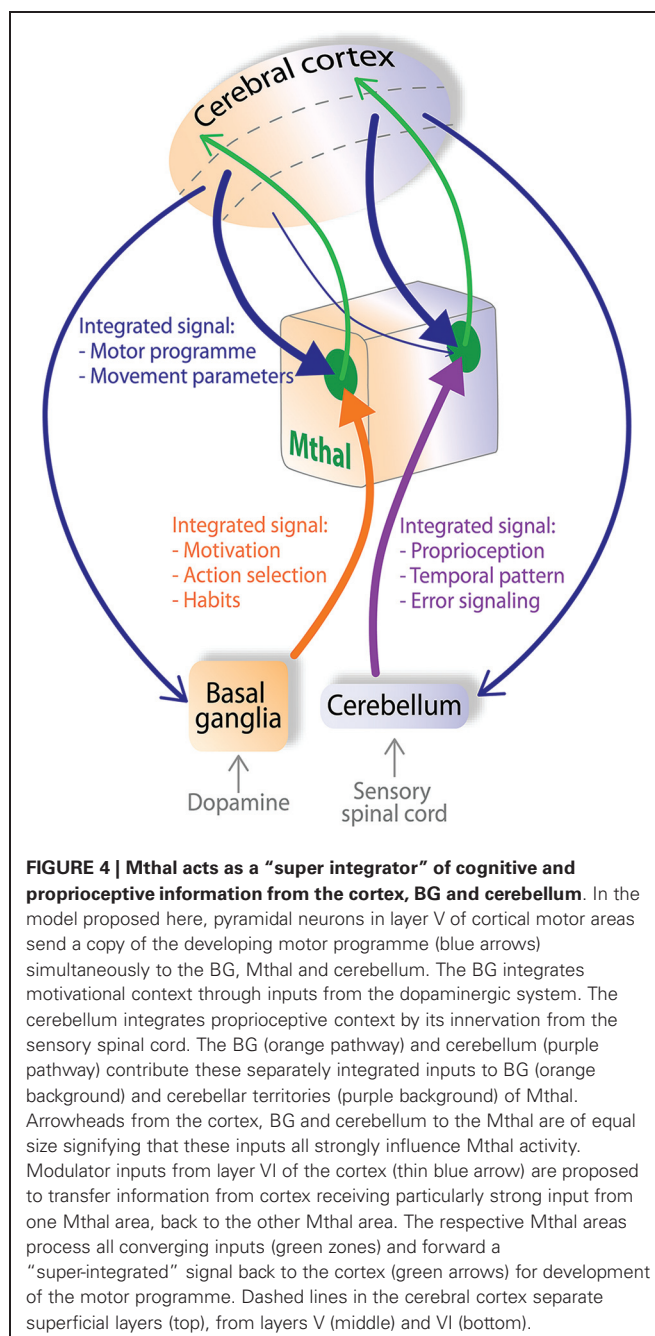 Cerebral cortex
Integrated signal:
- Motor programme
- Movement parameters
Mthal
Integrated signal:
- Motivation
- Action selection
- Habits
Integrated signal:
- Proprioception
- Temporal pattern
- Error signaling
Basal
ganglia
Cerebellum
Dopamine
Sensory
spinal cord
FIGURE 4 | Mthal acts as a “super integrator” of cognitive and
proprioceptive information from the cortex, BG and cerebellum. In the
model proposed here, pyramidal neurons in layer V of cortical motor areas
send a copy of the developing motor programme (blue arrows)
simultaneously to the BG, Mthal and cerebellum. The BG integrates
motivational context through inputs from the dopaminergic system. The
cerebellum integrates proprioceptive context by its innervation from the
sensory spinal cord. The BG (orange pathway) and cerebellum (purple
pathway) contribute these separately integrated inputs to BG (orange
background) and cerebellar territories (purple background) of Mthal.
Arrowheads from the cortex, BG and cerebellum to the Mthal are of equal
size signifying that these inputs all strongly influence Mthal activity.
Modulator inputs from layer VI of the cortex (thin blue arrow) are proposed
to transfer information from cortex receiving particularly strong input from
one Mthal area, back to the other Mthal area. The respective Mthal areas
process all converging inputs (green zones) and forward a
“super-integrated” signal back to the cortex (green arrows) for development
of the motor programme. Dashed lines in the cerebral cortex separate
superficial layers (top), from layers V (middle) and VI (bottom).